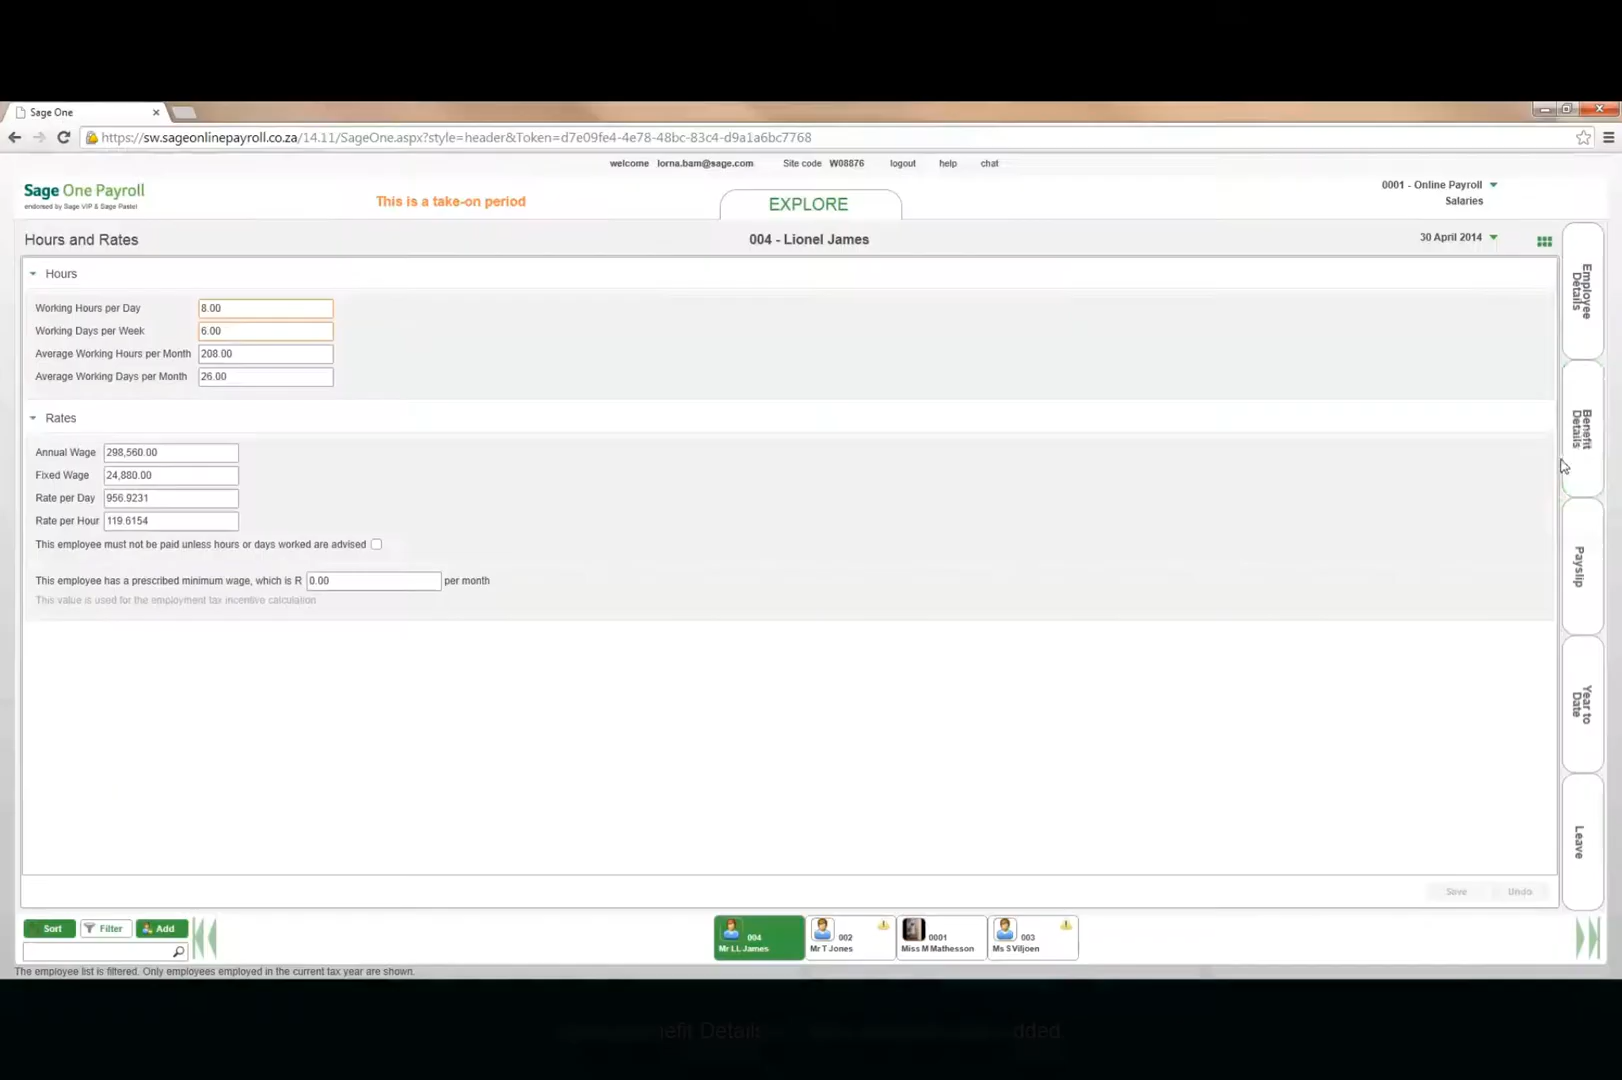 Sage One
https://sw.sageonlinepayroll.co.za/14.11/SageOne.aspx?style=header&Token=d7e09fe4-4e78-48bc-83c4-d9a1a6bc7768
welcome lorna.bam@sage.com Site code W08876 logout help chat
Sage One Payroll
endorsed by Sage VIP & Sage Pastel
This is a take-on period
EXPLORE
0001 - Online Payroll
Salaries
Hours and Rates
004 - Lionel James
30 April 2014
Hours
Working Hours per Day 8.00
Working Days per Week 6.00
Average Working Hours per Month 208.00
Average Working Days per Month 26.00
Rates
Annual Wage 298,560.00
Fixed Wage 24,880.00
Rate per Day 956.9231
Rate per Hour 119.6154
This employee must not be paid unless hours or days worked are advised
This employee has a prescribed minimum wage, which is R 0.00 per month
This value is used for the employment tax incentive calculation
Employee Details
Benefit Details
Payslip
Year to Date
Leave
Save Undo
Sort Filter Add
004
Mr LL James
002
Mr T Jones
0001
Miss M Mathesson
003
Ms S Viljoen
The employee list is filtered. Only employees employed in the current tax year are shown.